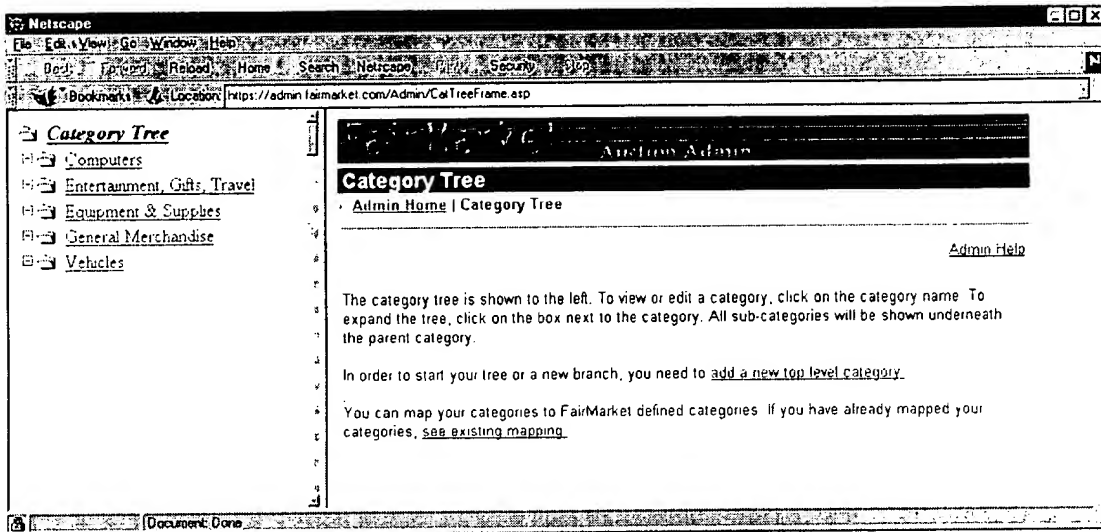 Netscape
File Edit View Go Window Help
Back Forward Reload Home Search Netscape Print Security Stop
Bookmarks Location: https://admin.fairmarket.com/Admin/CatTreeFrame.asp
Category Tree
Computers
Entertainment, Gifts, Travel
Equipment & Supplies
General Merchandise
Vehicles
Auction Admin
Category Tree
Admin Home | Category Tree
Admin Help
The category tree is shown to the left. To view or edit a category, click on the category name. To
expand the tree, click on the box next to the category. All sub-categories will be shown underneath
the parent category.
In order to start your tree or a new branch, you need to add a new top level category.
You can map your categories to FairMarket defined categories. If you have already mapped your
categories, see existing mapping.
Document: Done